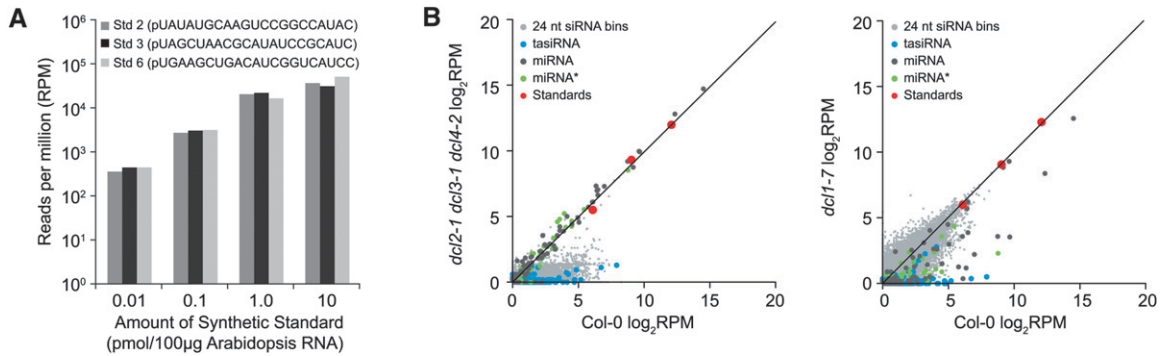 A
Reads per million (RPM)
10⁶
10⁵
10⁴
10³
10²
10¹
10⁰
Std 2 (pUAUAUGCAAGUCCGGCCAUAC)
Std 3 (pUAGCUAACGCAUAUCCGCAUC)
Std 6 (pUGAAGCUGACAUCGGUCAUCC)
0.01 0.1 1.0 10
Amount of Synthetic Standard
(pmol/100μg Arabidopsis RNA)
B
dcl2-1 dcl3-1 dcl4-2 log₂RPM
20
15
10
5
0
24 nt siRNA bins
tasiRNA
miRNA
miRNA*
Standards
0 5 10 15 20
Col-0 log₂RPM
dcl1-7 log₂RPM
20
15
10
5
0
24 nt siRNA bins
tasiRNA
miRNA
miRNA*
Standards
0 5 10 15 20
Col-0 log₂RPM